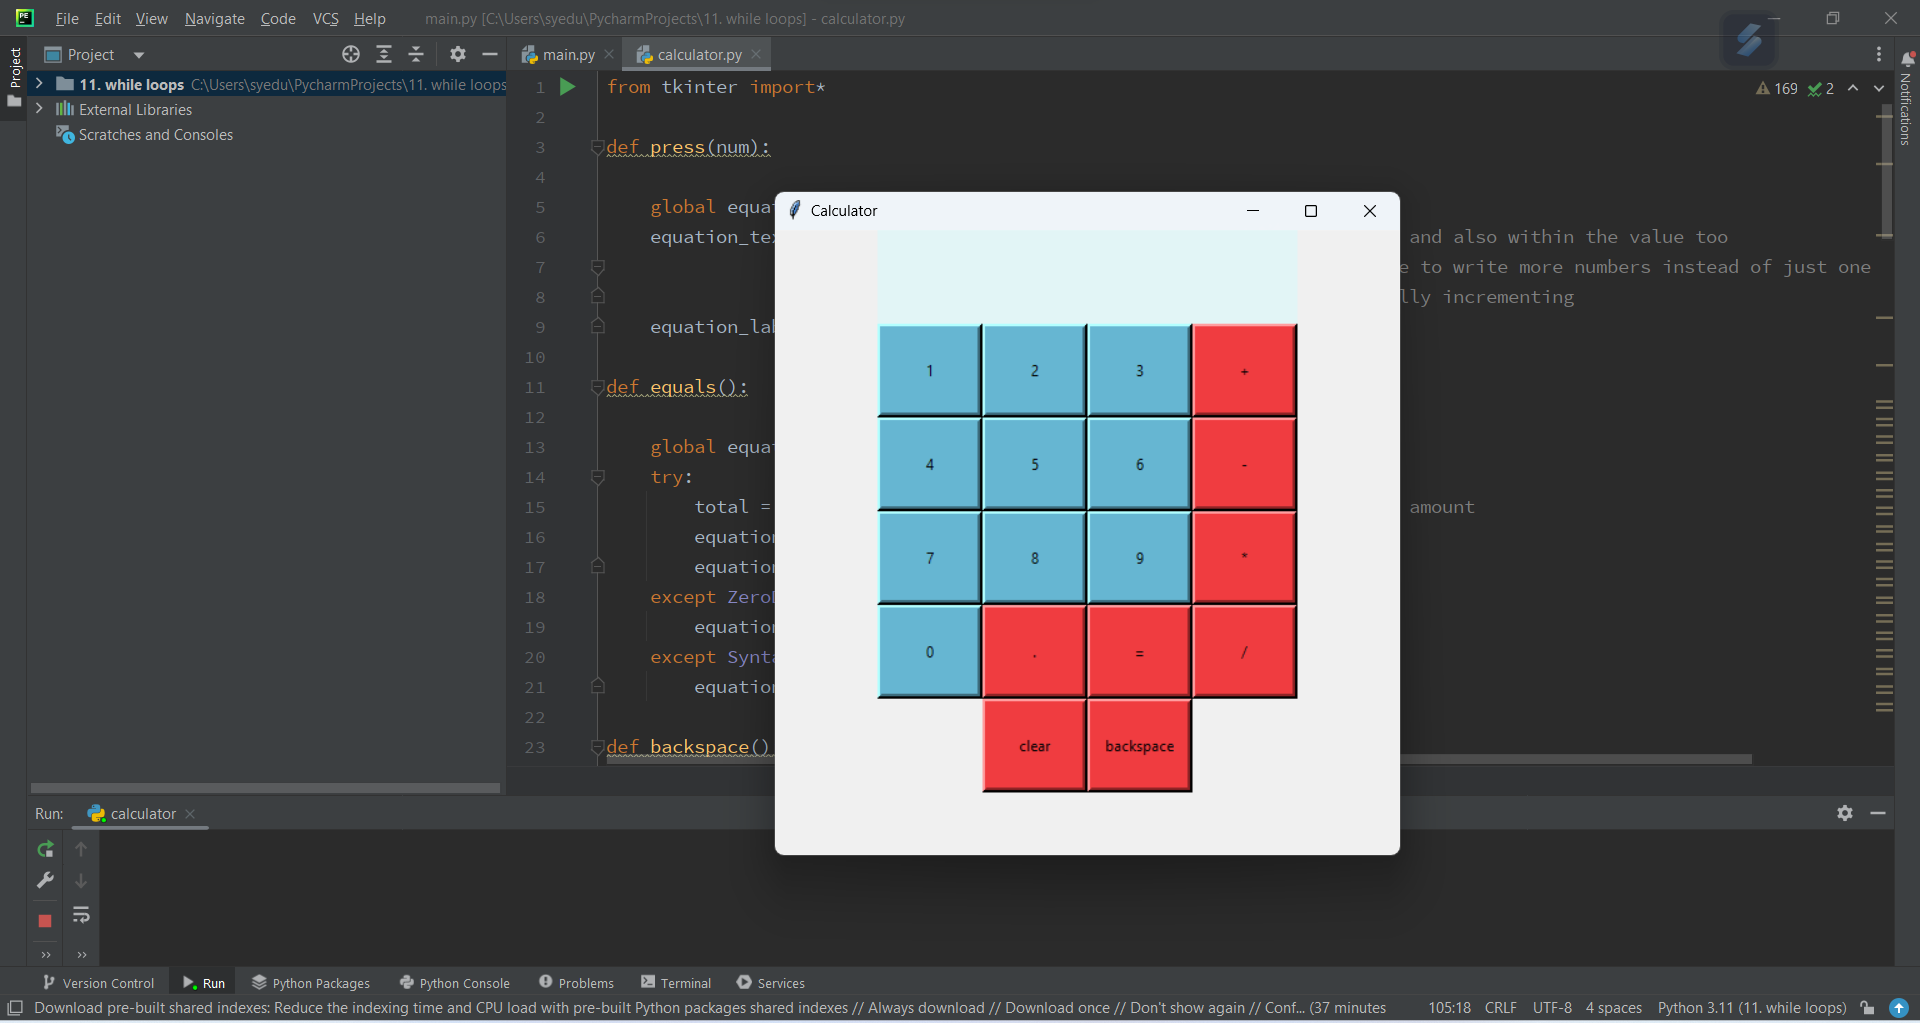 File Edit View Navigate Code VCS Help main.py [C:\Users\syedu\PycharmProjects\11. while loops] - calculator.py
Project main.py calculator.py
11. while loops C:\Users\syedu\PycharmProjects\11. while loops
External Libraries
Scratches and Consoles
Project
Notifications
169 2
1 from tkinter import*
2
3 def press(num):
4
5 global equa
6 equation_te and also within the value too
7 e to write more numbers instead of just one
8 lly incrementing
9 equation_la
10
11 def equals():
12
13 global equa
14 try:
15 total = amount
16 equation
17 equation
18 except Zero
19 equation
20 except Synta
21 equation
22
23 def backspace()
Calculator
1 2 3 +
4 5 6 -
7 8 9 *
0 . = /
clear backspace
Run: calculator
Version Control Run Python Packages Python Console Problems Terminal Services
Download pre-built shared indexes: Reduce the indexing time and CPU load with pre-built Python packages shared indexes // Always download // Download once // Don't show again // Conf... (37 minutes 105:18 CRLF UTF-8 4 spaces Python 3.11 (11. while loops)